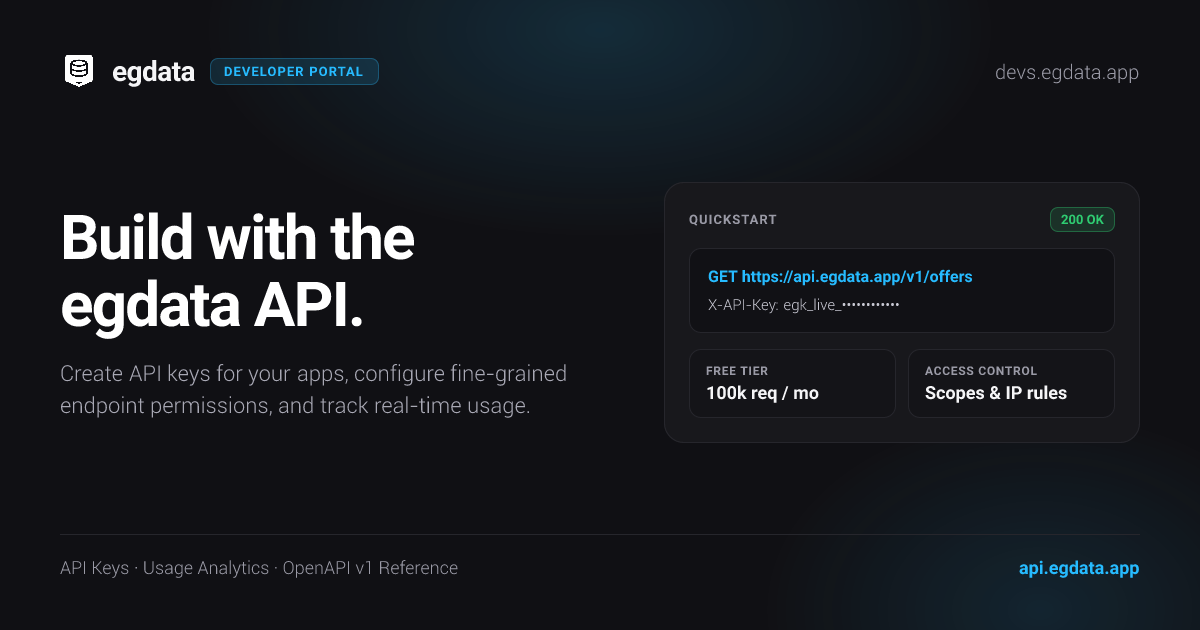 egdata
DEVELOPER PORTAL
devs.egdata.app
Build with the
egdata API.
Create API keys for your apps, configure fine-grained
endpoint permissions, and track real-time usage.
QUICKSTART
200 OK
GET https://api.egdata.app/v1/offers
X-API-Key: egk_live_••••••••••••
FREE TIER
100k req / mo
ACCESS CONTROL
Scopes & IP rules
API Keys · Usage Analytics · OpenAPI v1 Reference
api.egdata.app